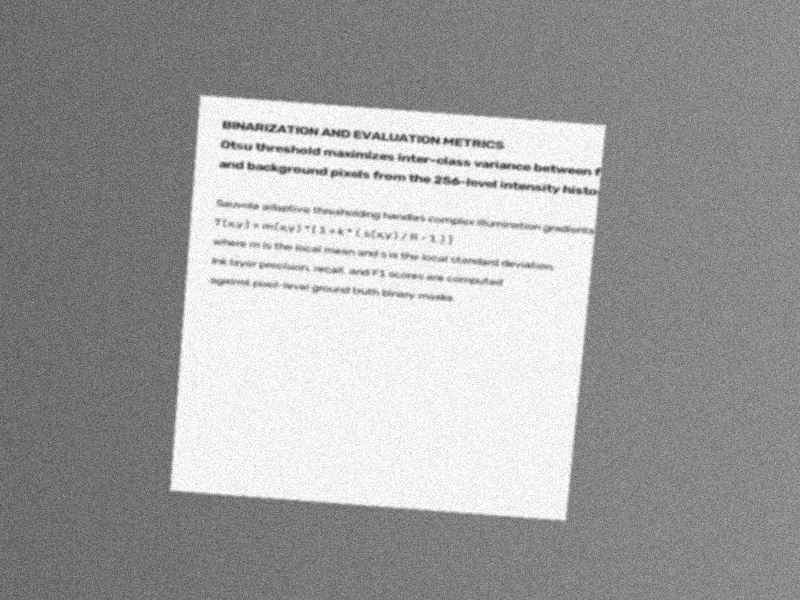 BINARIZATION AND EVALUATION METRICS
Otsu threshold maximizes inter-class variance between f
and background pixels from the 256-level intensity histo
Sauvola adaptive thresholding handles complex illumination gradients
T(x,y) = m(x,y) * [ 1 + k * ( s(x,y) / R - 1 ) ]
where m is the local mean and s is the local standard deviation.
Ink layer precision, recall, and F1 scores are computed
against pixel-level ground truth binary masks.